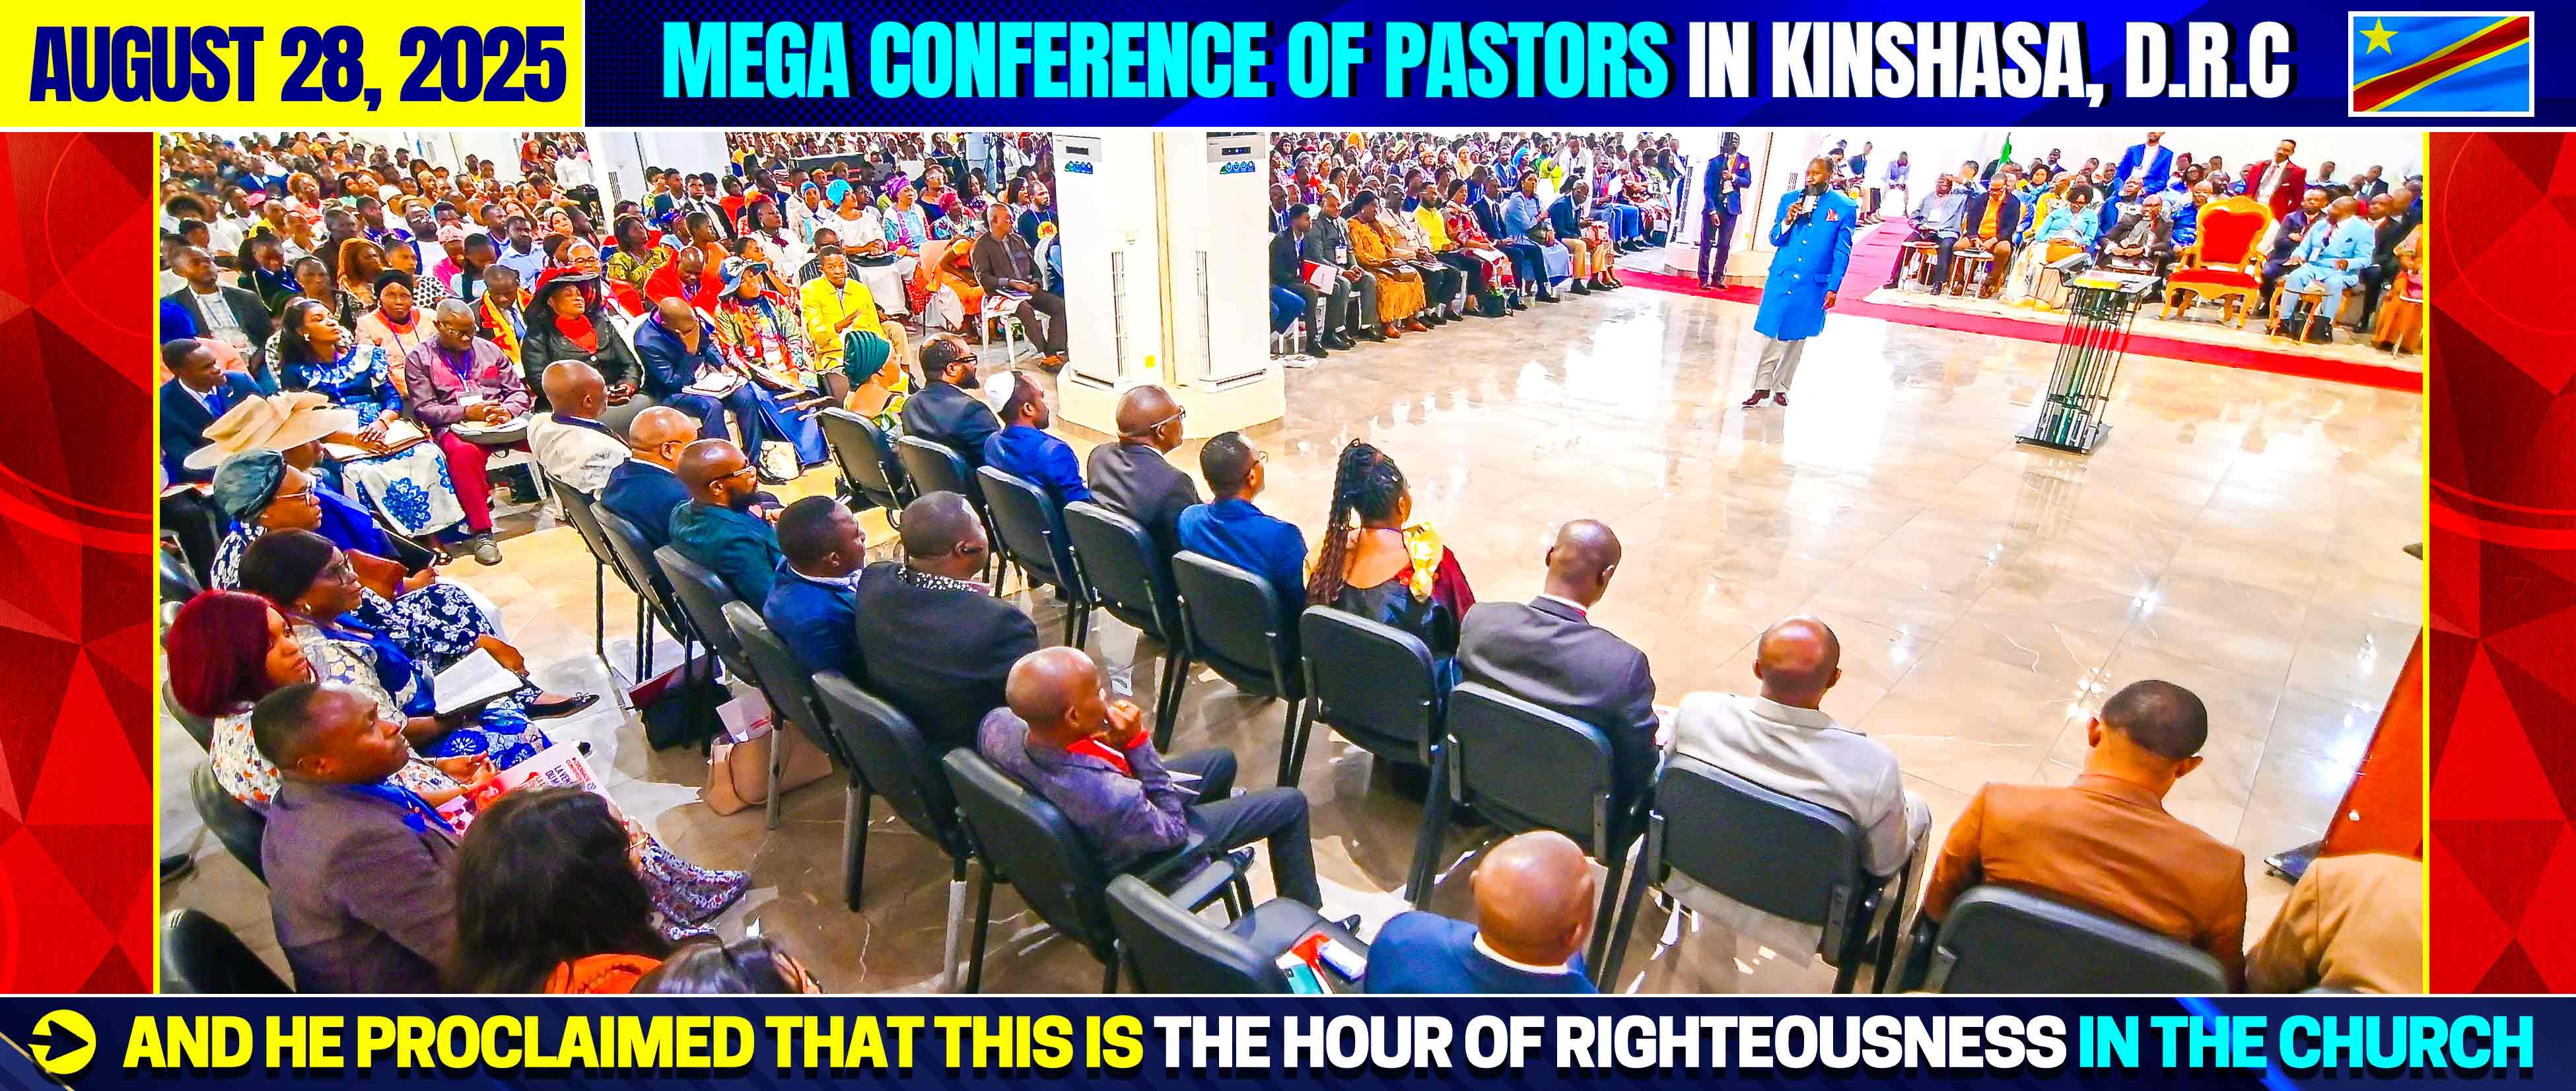 AUGUST 28, 2025
MEGA CONFERENCE OF PASTORS IN KINSHASA, D.R.C
AND HE PROCLAIMED THAT THIS IS THE HOUR OF RIGHTEOUSNESS IN THE CHURCH